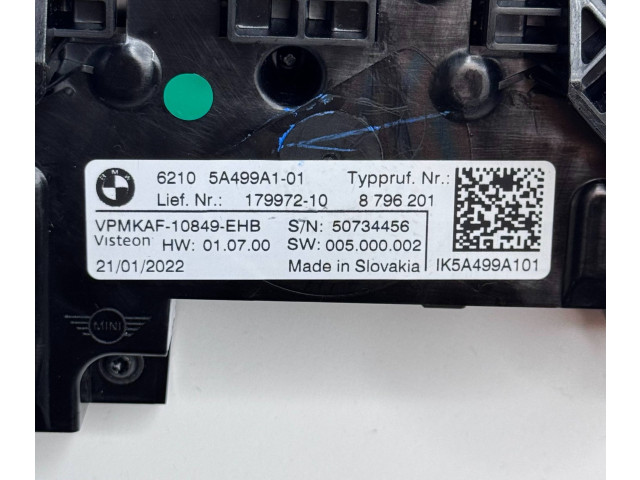 BMW
6210 5A499A1-01 Typpruf. Nr.:
Lief. Nr.: 179972-10 8 796 201
VPMKAF-10849-EHB S/N: 50734456
Visteon HW: 01.07.00 SW: 005.000.002
21/01/2022 Made in Slovakia IK5A499A101
MINI